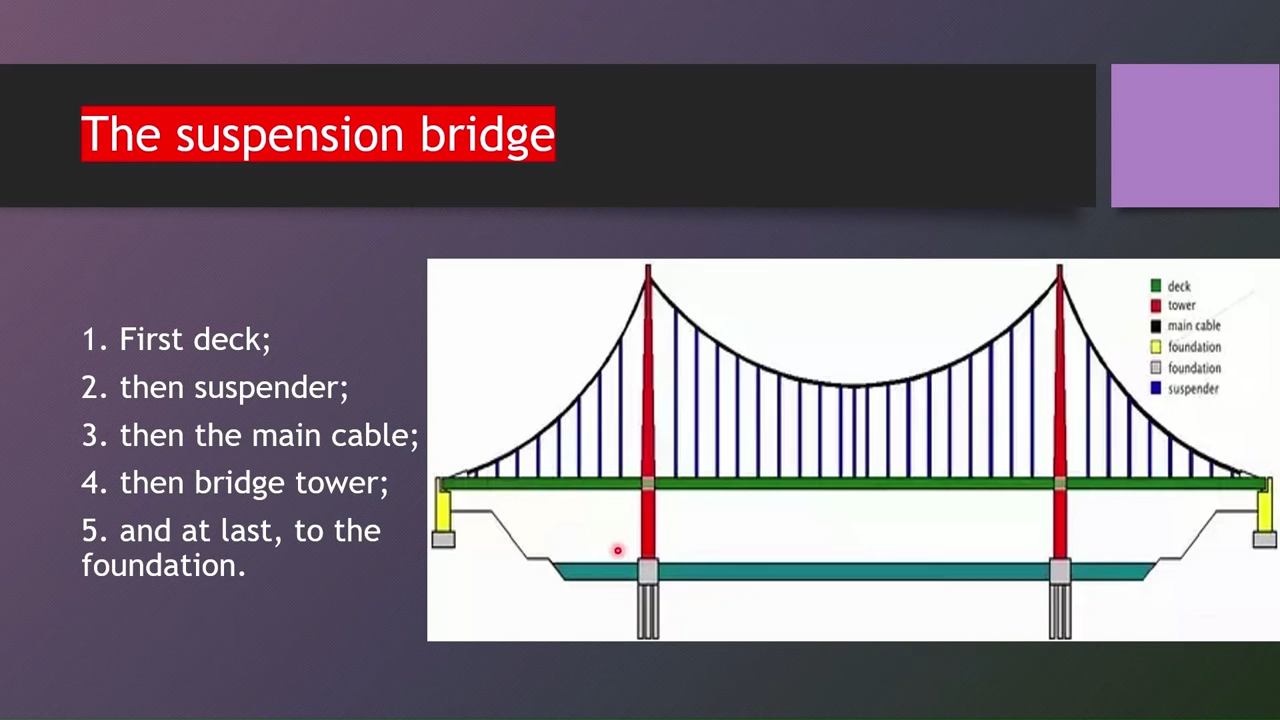 The suspension bridge
1. First deck;
2. then suspender;
3. then the main cable;
4. then bridge tower;
5. and at last, to the
foundation.
deck
tower
main cable
foundation
foundation
suspender